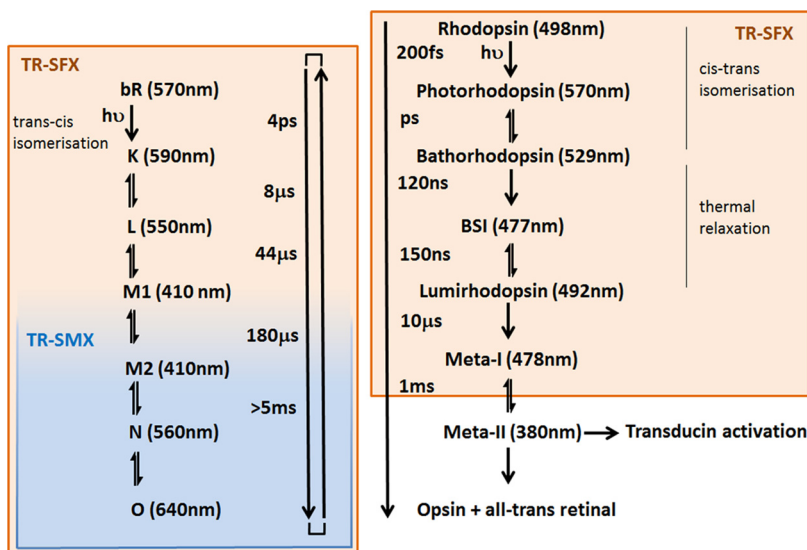 TR-SFX
bR (570nm)
hυ
trans-cis
isomerisation
4ps
K (590nm)
8μs
L (550nm)
44μs
M1 (410 nm)
TR-SMX
180μs
M2 (410nm)
>5ms
N (560nm)
O (640nm)
Rhodopsin (498nm)
TR-SFX
200fs
hυ
cis-trans
isomerisation
Photorhodopsin (570nm)
ps
Bathorhodopsin (529nm)
120ns
thermal
relaxation
BSI (477nm)
150ns
Lumirhodopsin (492nm)
10μs
Meta-I (478nm)
1ms
Meta-II (380nm)
Transducin activation
Opsin + all-trans retinal